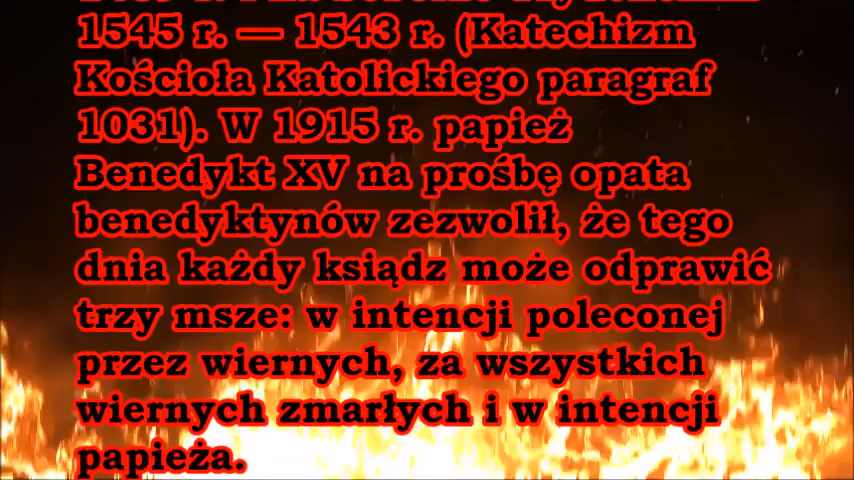 1545 r. — 1543 r. (Katechizm
Kościoła Katolickiego paragraf
1031). W 1915 r. papież
Benedykt XV na prośbę opata
benedyktynów zezwolił, że tego
dnia każdy ksiądz może odprawić
trzy msze: w intencji poleconej
przez wiernych, za wszystkich
wiernych zmarłych i w intencji
papieża.